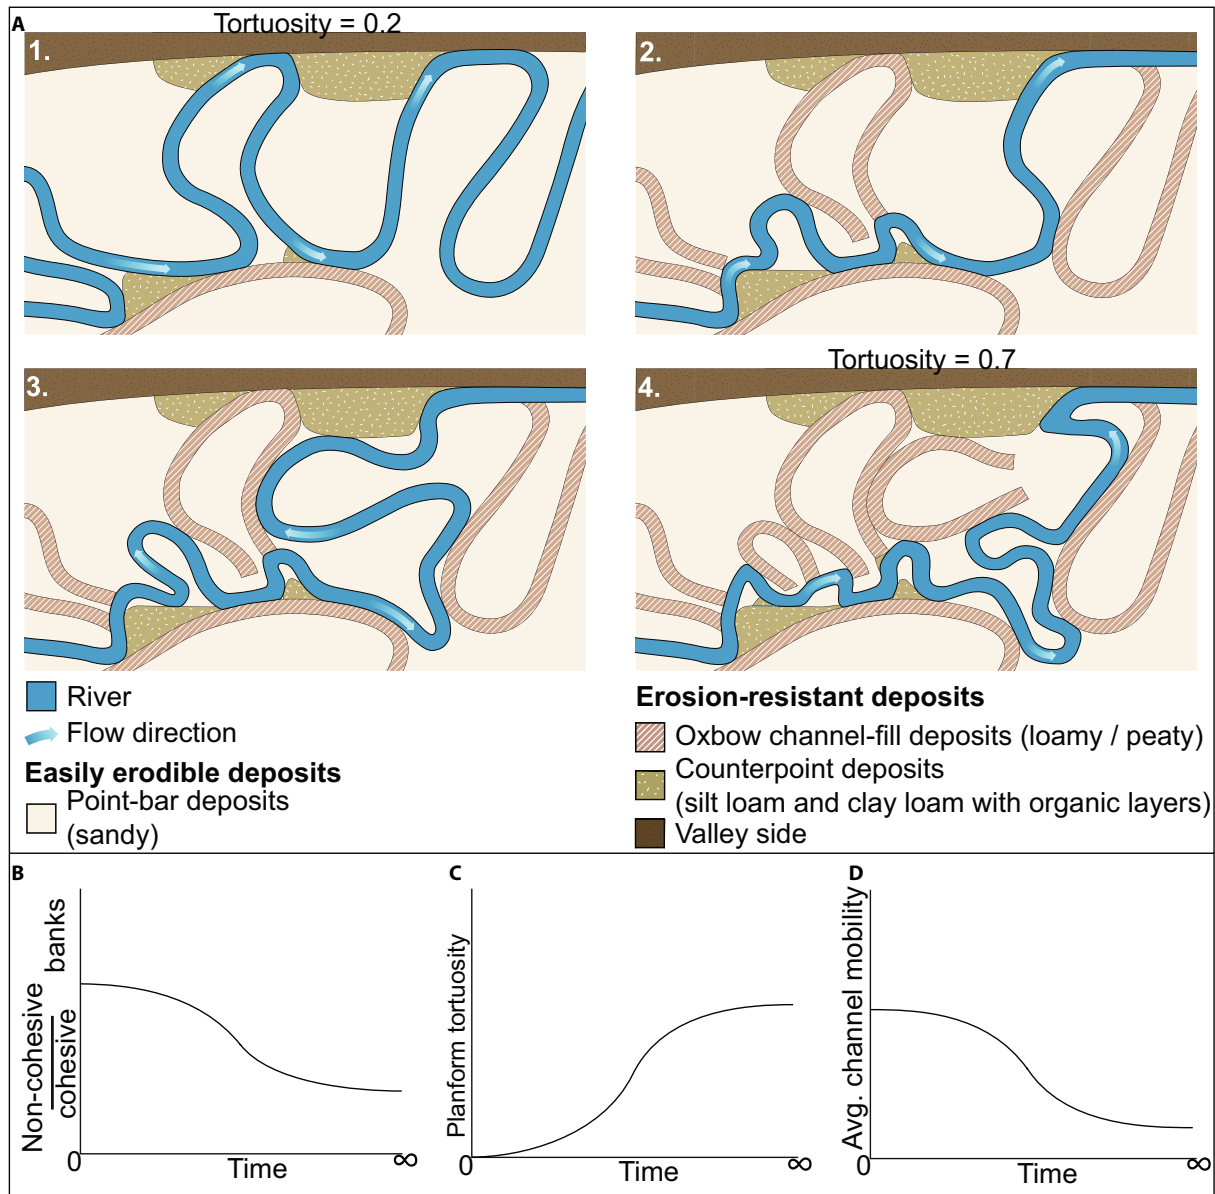 A
Tortuosity = 0.2
1.
2.
Tortuosity = 0.7
3.
4.
River
Flow direction
Easily erodible deposits
Point-bar deposits
(sandy)
Erosion-resistant deposits
Oxbow channel-fill deposits (loamy / peaty)
Counterpoint deposits
(silt loam and clay loam with organic layers)
Valley side
B
Non-cohesive
cohesive
banks
0
Time
∞
C
Planform tortuosity
0
Time
∞
D
Avg. channel mobility
0
Time
∞